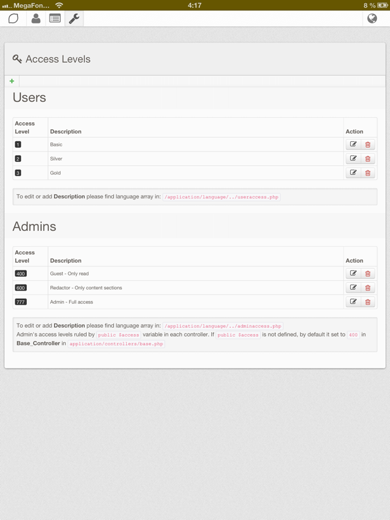 MegaFon... 4:17 8 %
Access Levels
+
Users
Access Level Description Action
1 Basic
2 Silver
3 Gold
To edit or add Description please find language array in: /application/language/../useraccess.php
Admins
Access Level Description Action
400 Guest - Only read
600 Redactor - Only content sections
777 Admin - Full access
To edit or add Description please find language array in: /application/language/../adminaccess.php
Admin's access levels ruled by public $access variable in each controller. If public $access is not defined, by default it set to 400 in
Base_Controller in application/controllers/base.php